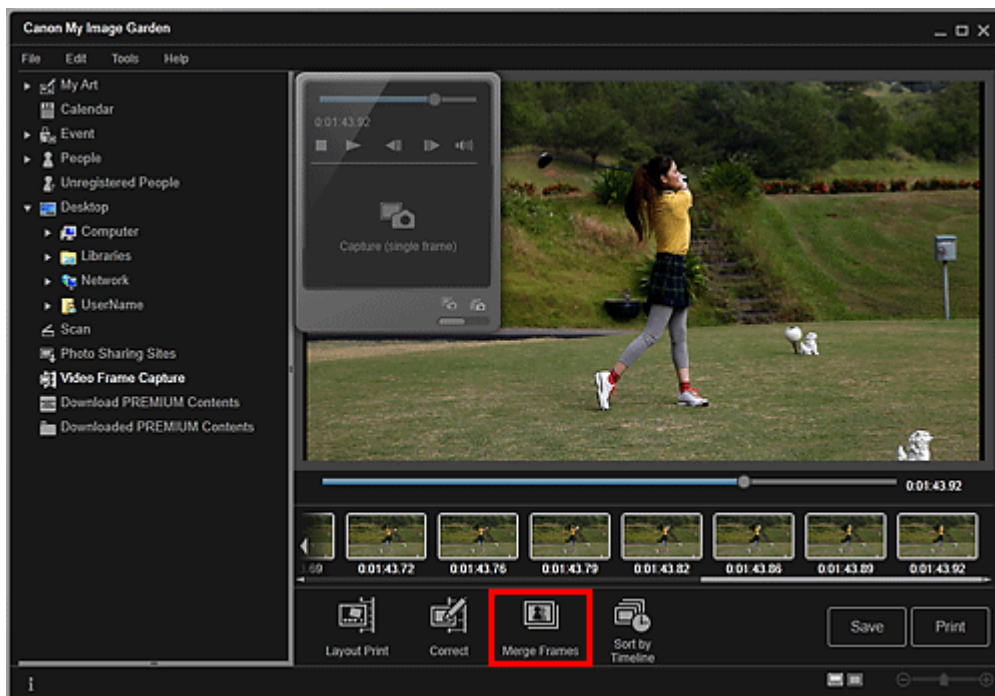 Canon My Image Garden
File Edit Tools Help
My Art
Calendar
Event
People
Unregistered People
Desktop
Computer
Libraries
Network
UserName
Scan
Photo Sharing Sites
Video Frame Capture
Download PREMIUM Contents
Downloaded PREMIUM Contents
0:01:43.92
Capture (single frame)
0:01:43.92
3.69 0:01:43.72 0:01:43.76 0:01:43.79 0:01:43.82 0:01:43.86 0:01:43.89 0:01:43.92
Layout Print Correct Merge Frames Sort by
Timeline
Save Print